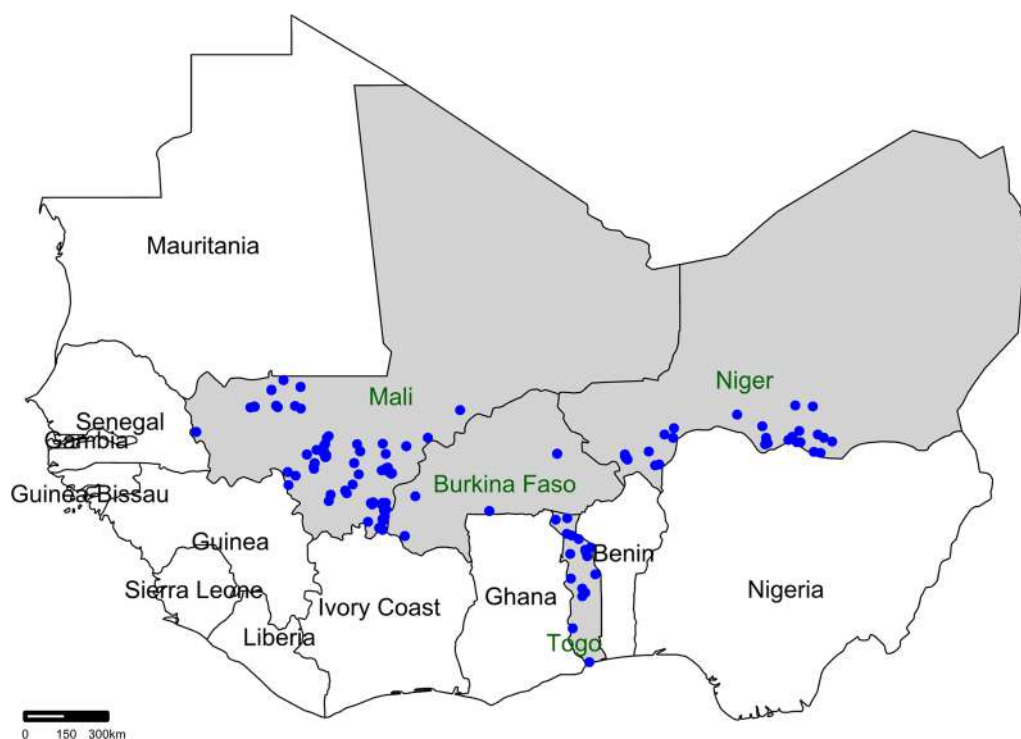 Mauritania
Mali
Niger
Senegal
Gambia
Guinea-Bissau
Burkina Faso
Guinea
Benin
Sierra Leone
Ivory Coast
Ghana
Nigeria
Liberia
Togo
0 150 300km